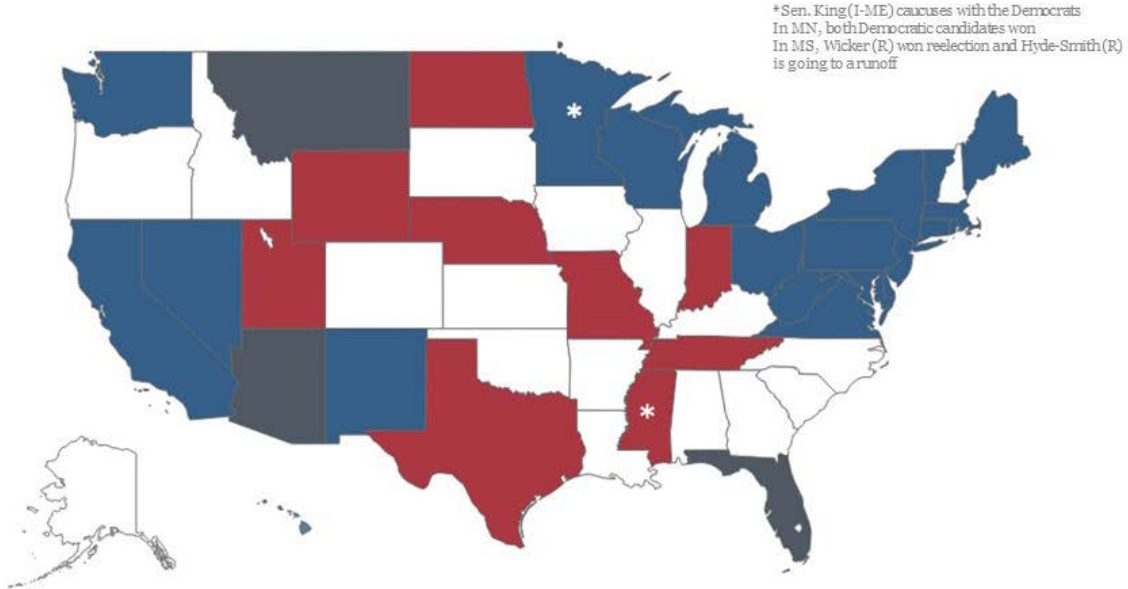 *Sen. King (I-ME) caucuses with the Democrats
In MN, both Democratic candidates won
In MS, Wicker (R) won reelection and Hyde-Smith (R)
is going to a runoff
*
*